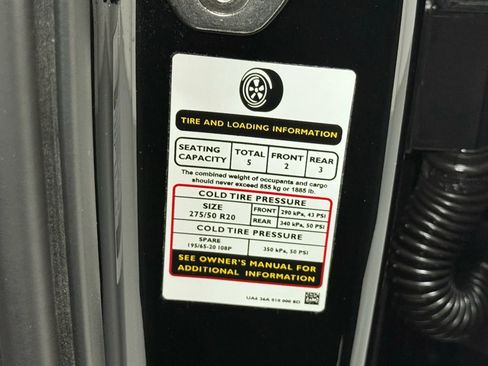 TIRE AND LOADING INFORMATION
SEATING CAPACITY TOTAL 5 FRONT 2 REAR 3
The combined weight of occupants and cargo
should never exceed 855 kg or 1885 lb.
COLD TIRE PRESSURE
SIZE 275/50 R20 FRONT 290 kPa, 43 PSI
REAR 340 kPa, 50 PSI
COLD TIRE PRESSURE
SPARE 195/65-20 108P 350 kPa, 50 PSI
SEE OWNER'S MANUAL FOR
ADDITIONAL INFORMATION